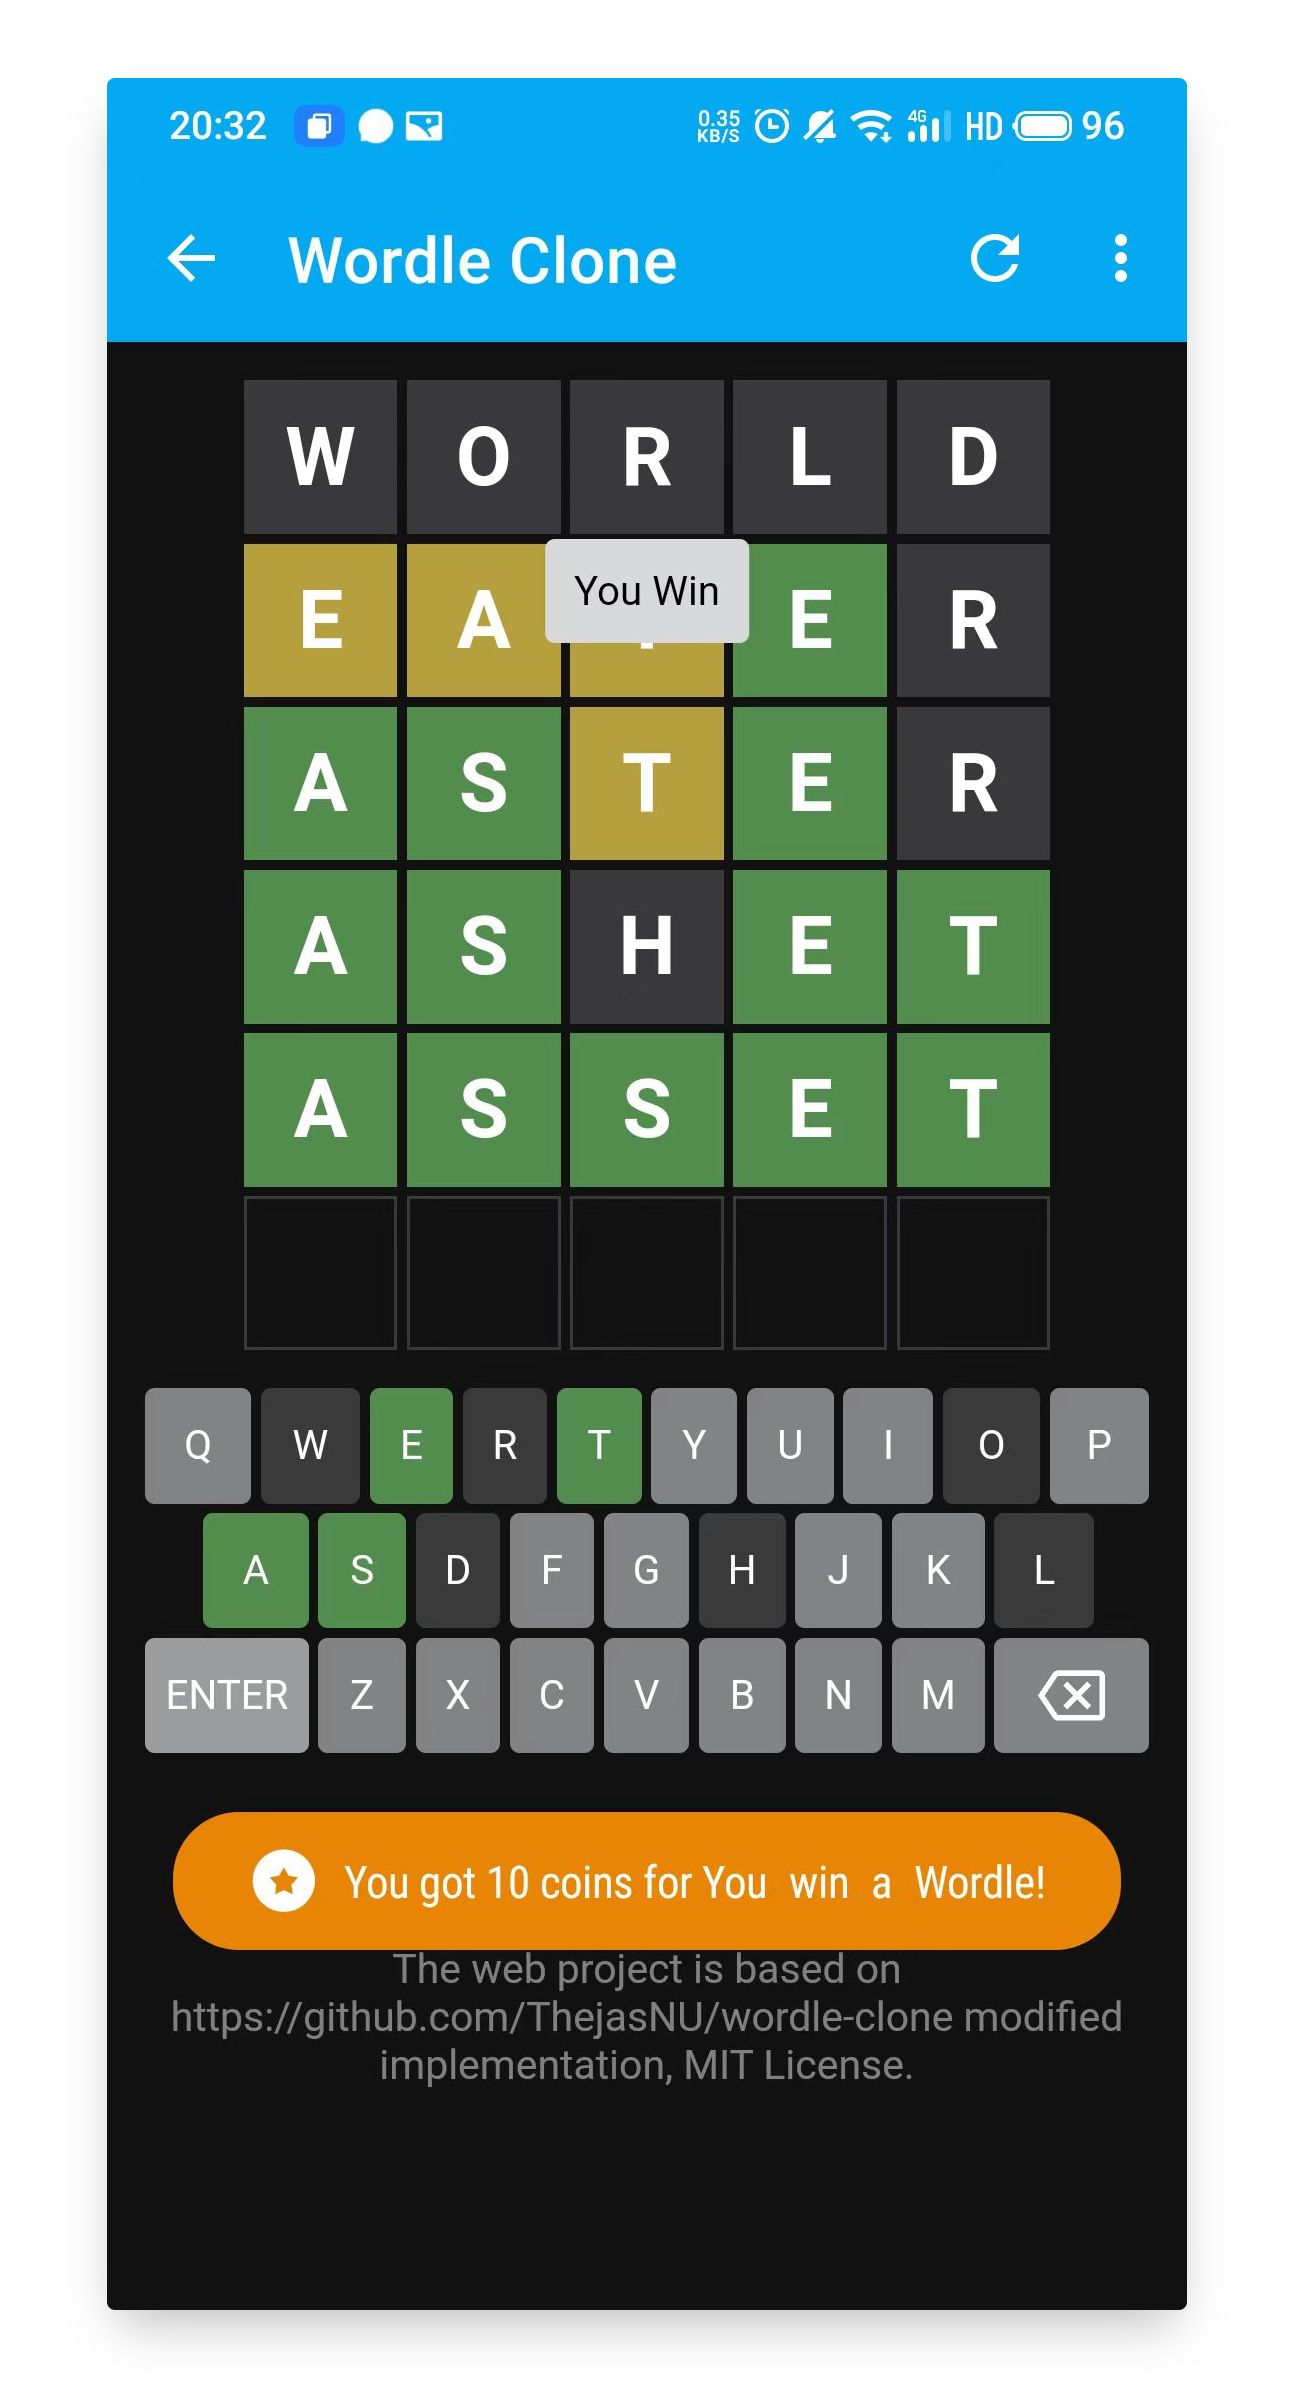 20:32 0.35 KB/S 4G HD 96
Wordle Clone
W O R L D
E A E R
You Win
A S T E R
A S H E T
A S S E T
Q W E R T Y U I O P
A S D F G H J K L
ENTER Z X C V B N M
You got 10 coins for You win a Wordle!
The web project is based on
https://github.com/ThejasNU/wordle-clone modified
implementation, MIT License.